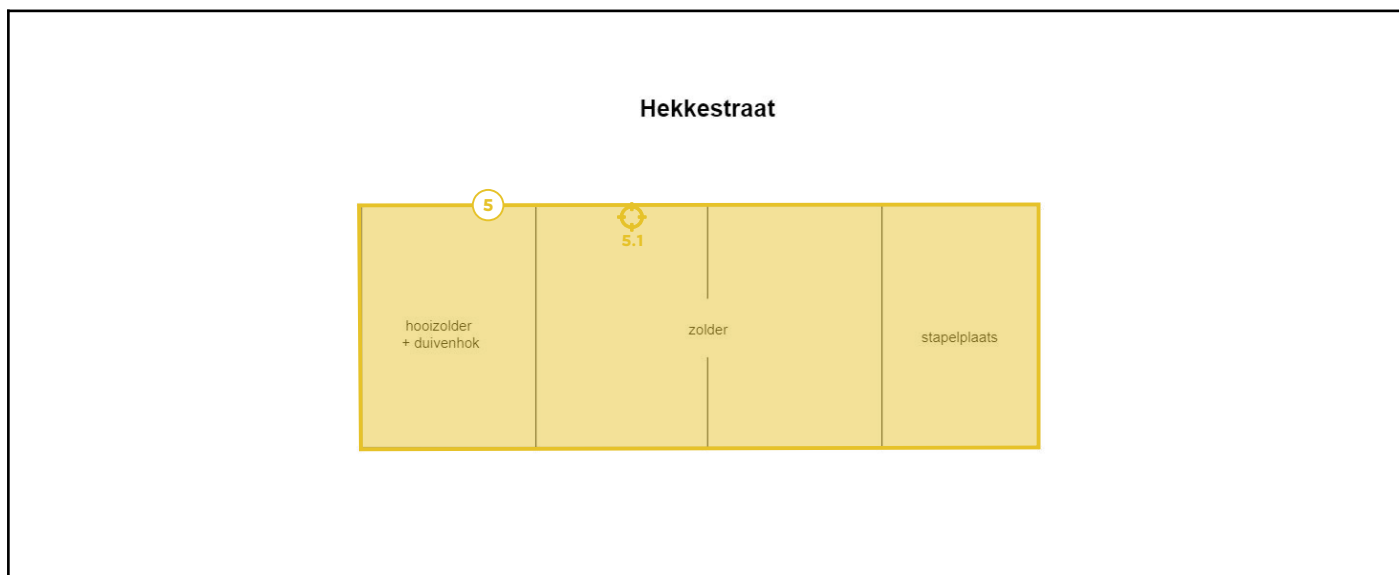 Hekkestraat
5
5.1
hooizolder
+ duivenhok
zolder
stapelplaats